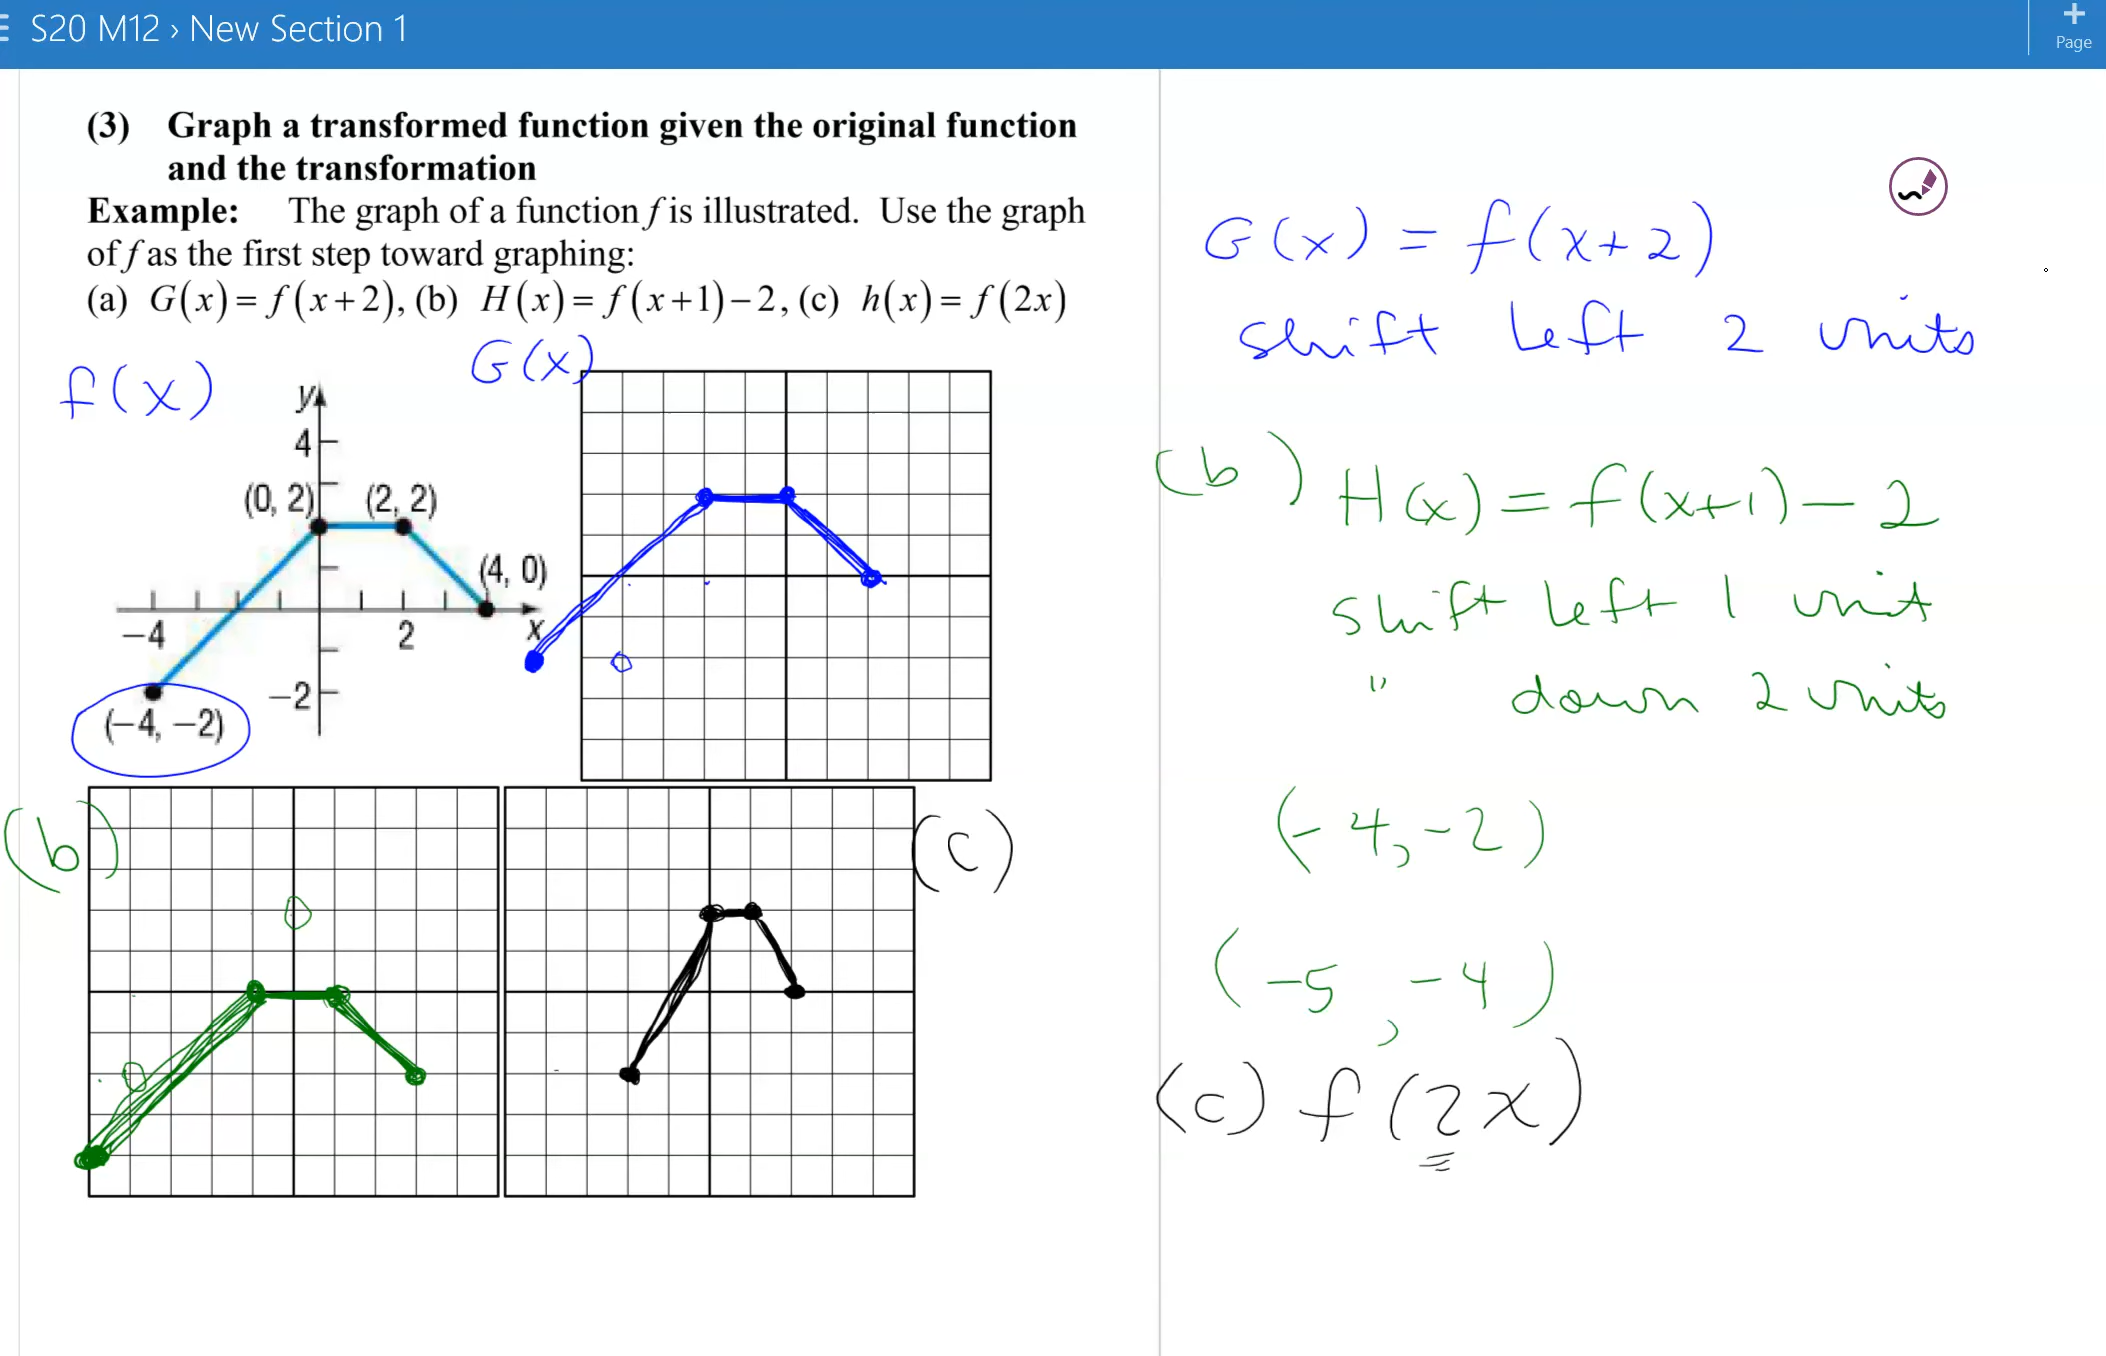 S20 M12 › New Section 1
+
Page
(3) Graph a transformed function given the original function
and the transformation
Example: The graph of a function f is illustrated. Use the graph
of f as the first step toward graphing:
(a) G(x) = f(x+2), (b) H(x) = f(x+1)−2, (c) h(x) = f(2x)
f(x)
y
4
(0, 2) (2, 2)
(4, 0)
−4 2 x
−2
(−4, −2)
G(x)
(b)
(c)
G(x) = f(x+2)
shift left 2 units
(b) H(x) = f(x+1) − 2
shift left 1 unit
" down 2 units
(-4, -2)
(-5, -4)
(c) f(2x)